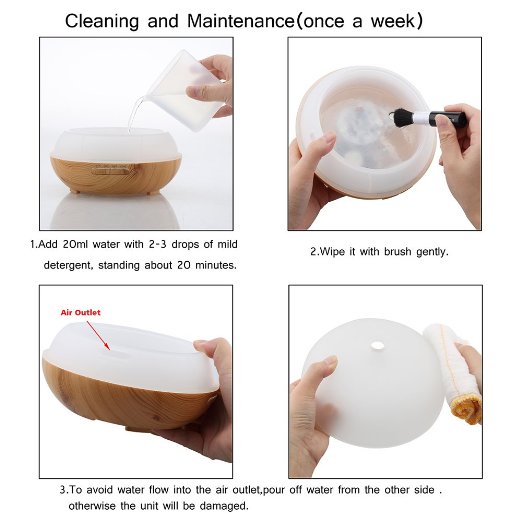 Cleaning and Maintenance(once a week)
1.Add 20ml water with 2-3 drops of mild
detergent, standing about 20 minutes.
2.Wipe it with brush gently.
Air Outlet
3.To avoid water flow into the air outlet,pour off water from the other side .
otherwise the unit will be damaged.